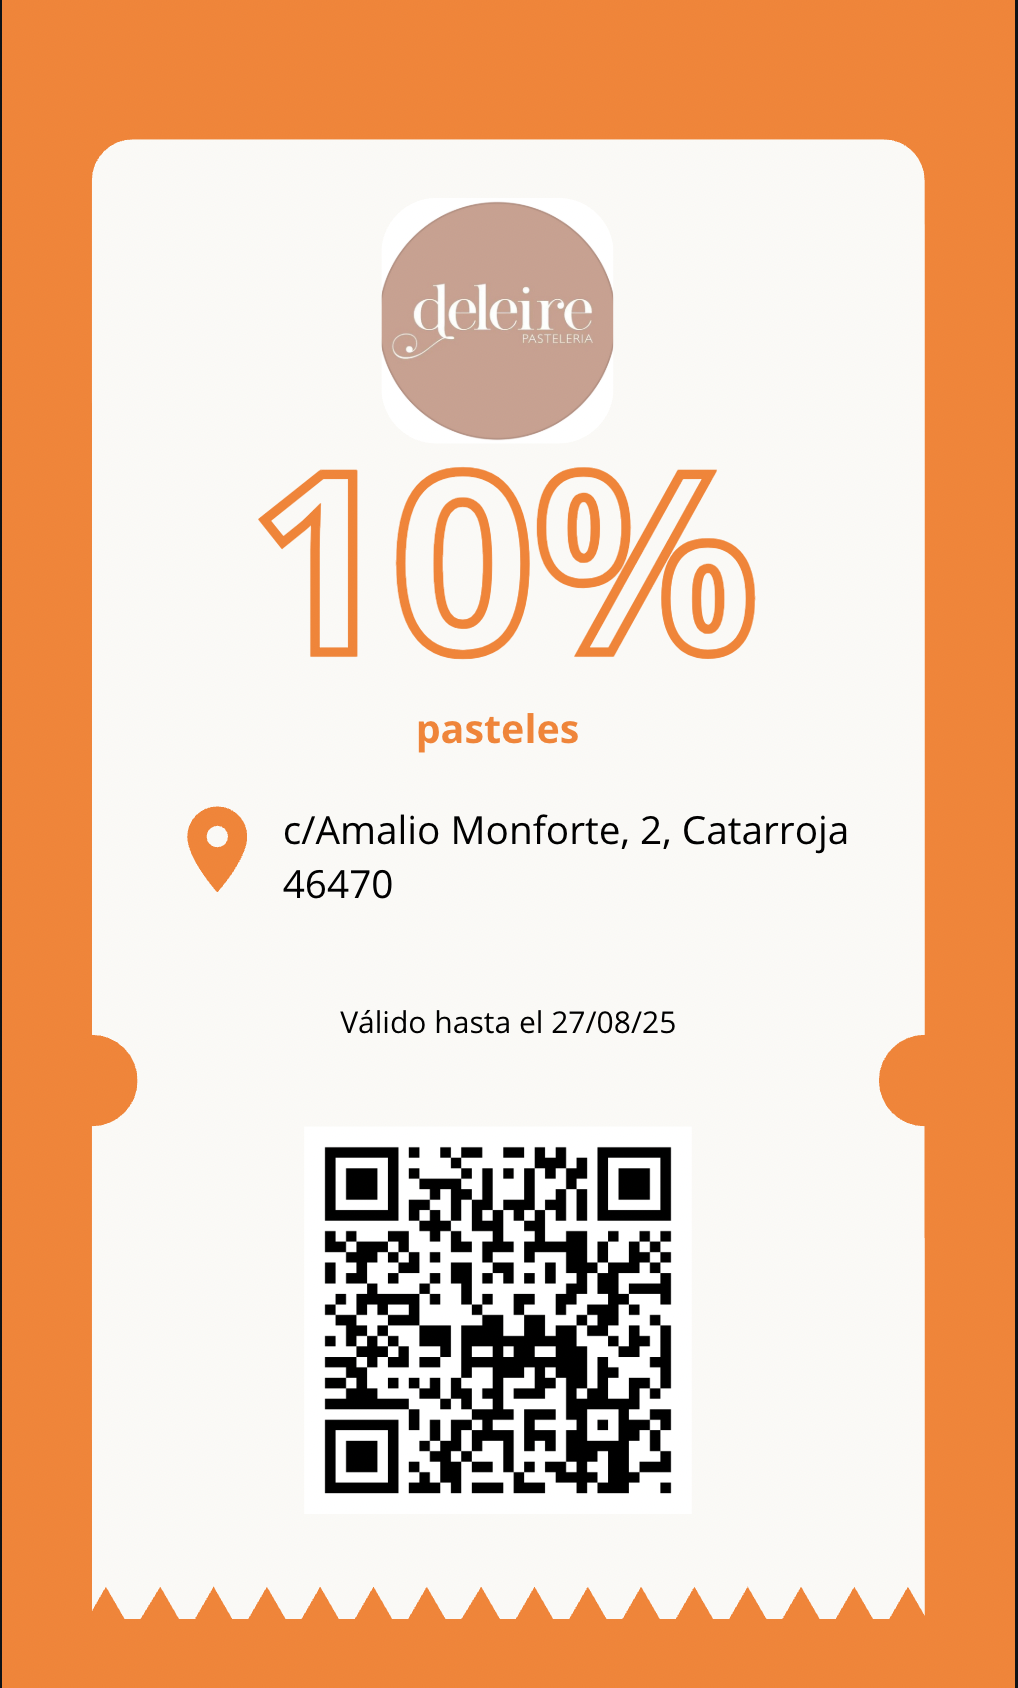 deleire
PASTELERIA
10%
pasteles
c/Amalio Monforte, 2, Catarroja
46470
Válido hasta el 27/08/25